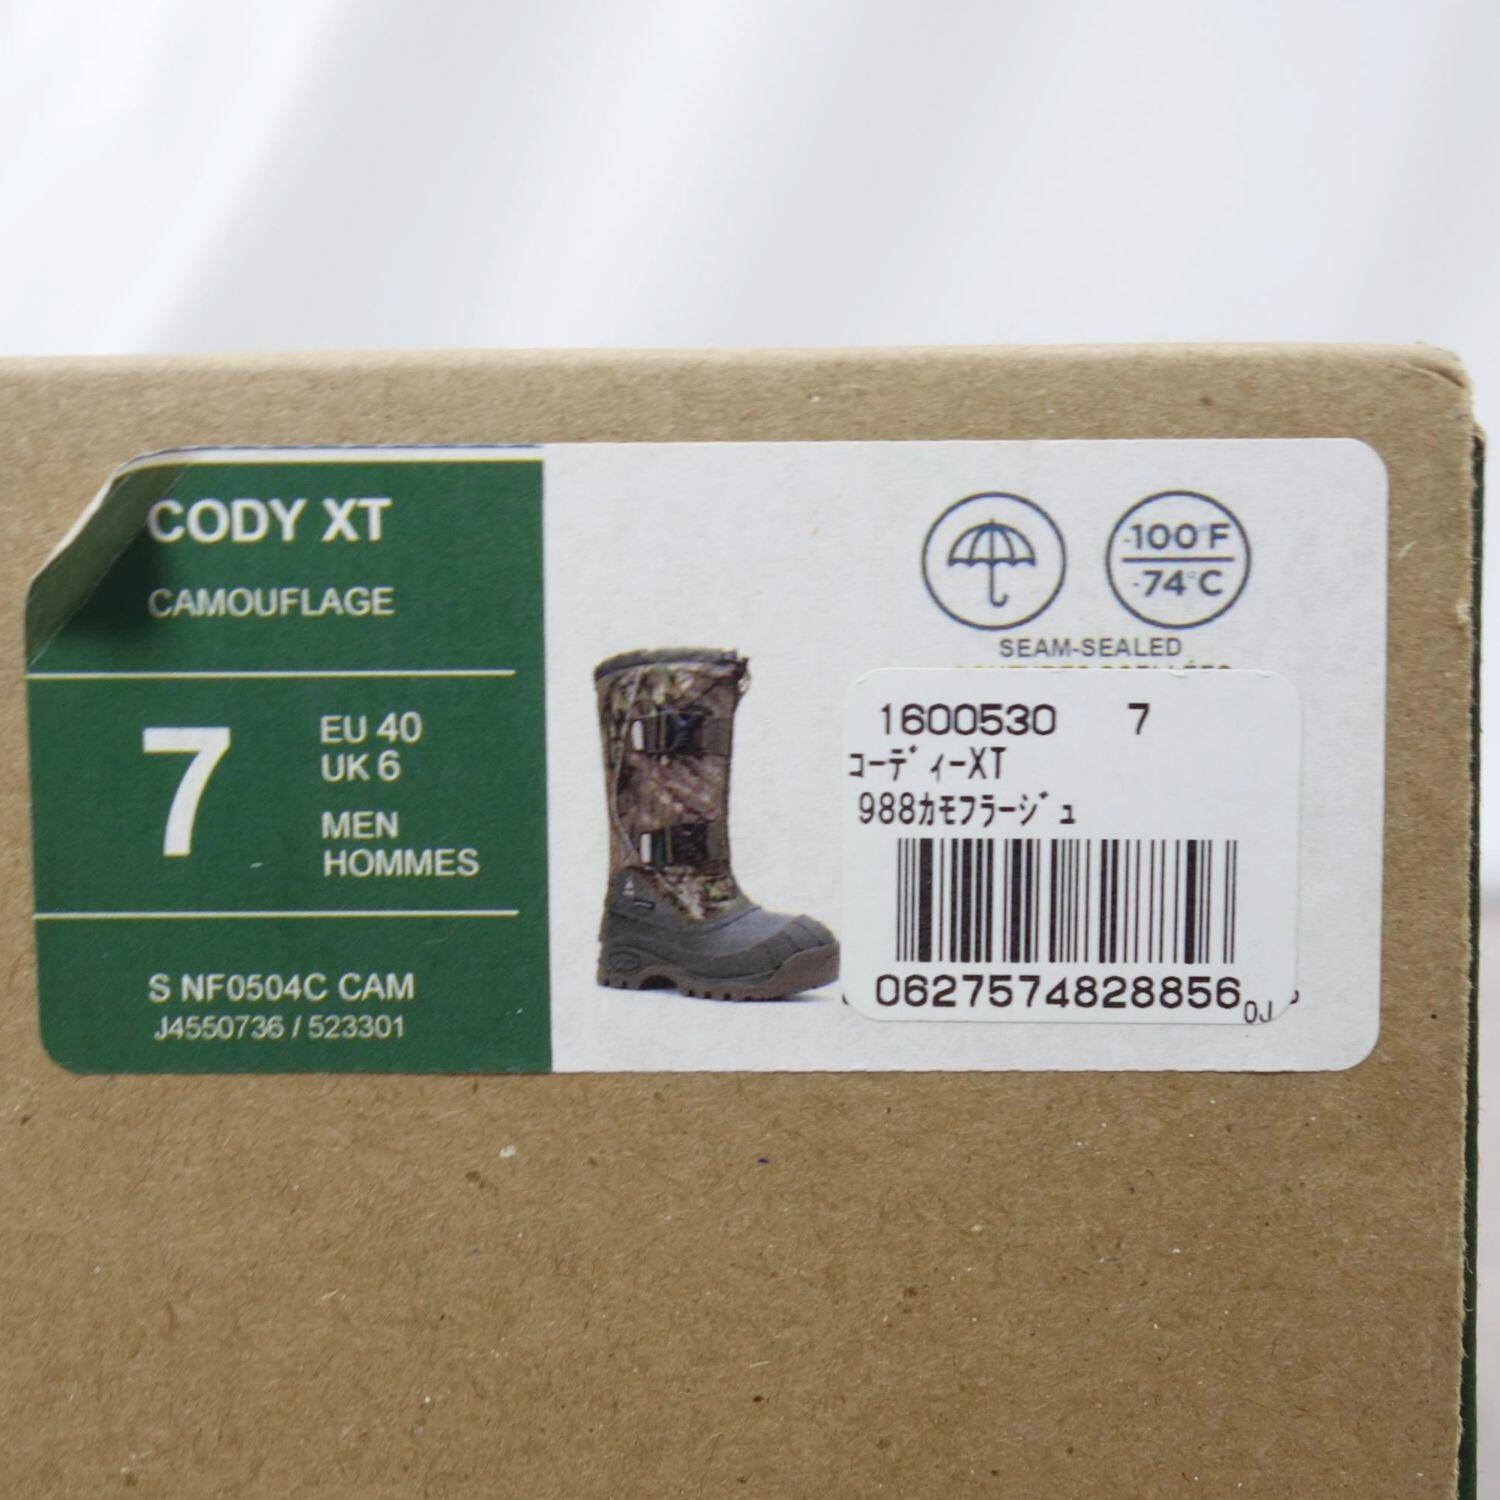 CODY XT
CAMOUFLAGE
7
EU 40
UK 6
MEN
HOMMES
S NF0504C CAM
J4550736 / 523301
-100°F
-74°C
SEAM-SEALED
1600530 7
コーディーXT
988カモフラージュ
0627574828856